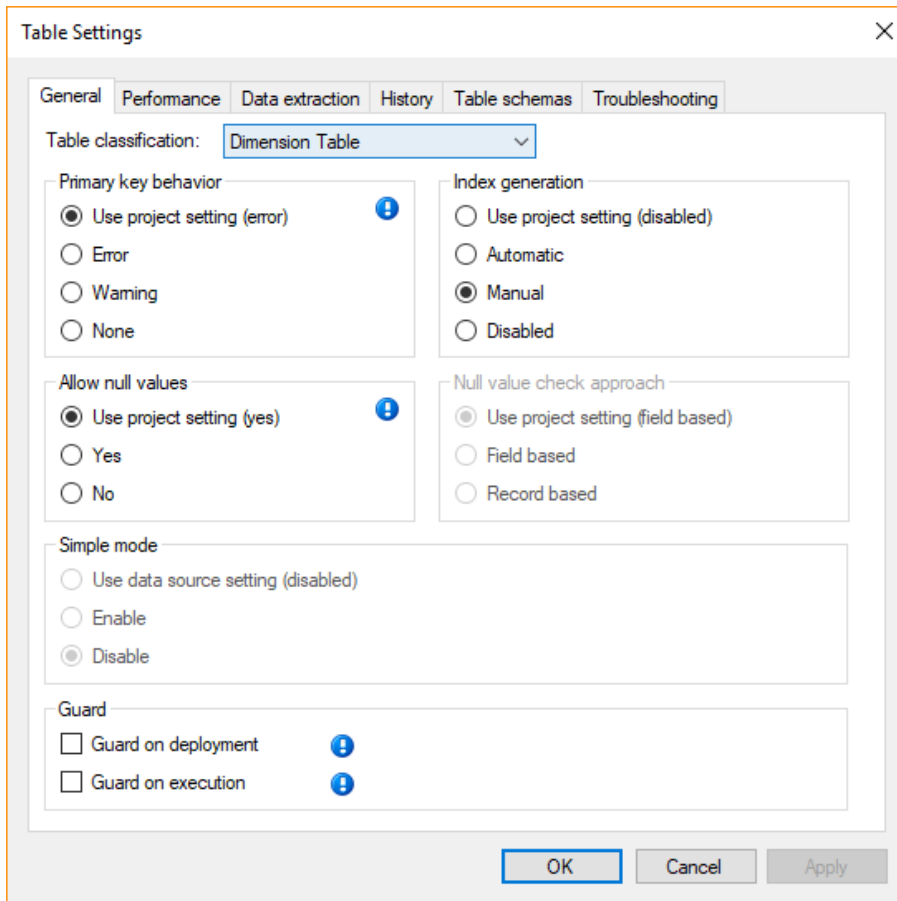 Table Settings
General Performance Data extraction History Table schemas Troubleshooting
Table classification: Dimension Table
Primary key behavior
Use project setting (error)
Error
Warning
None
Index generation
Use project setting (disabled)
Automatic
Manual
Disabled
Allow null values
Use project setting (yes)
Yes
No
Null value check approach
Use project setting (field based)
Field based
Record based
Simple mode
Use data source setting (disabled)
Enable
Disable
Guard
Guard on deployment
Guard on execution
OK Cancel Apply